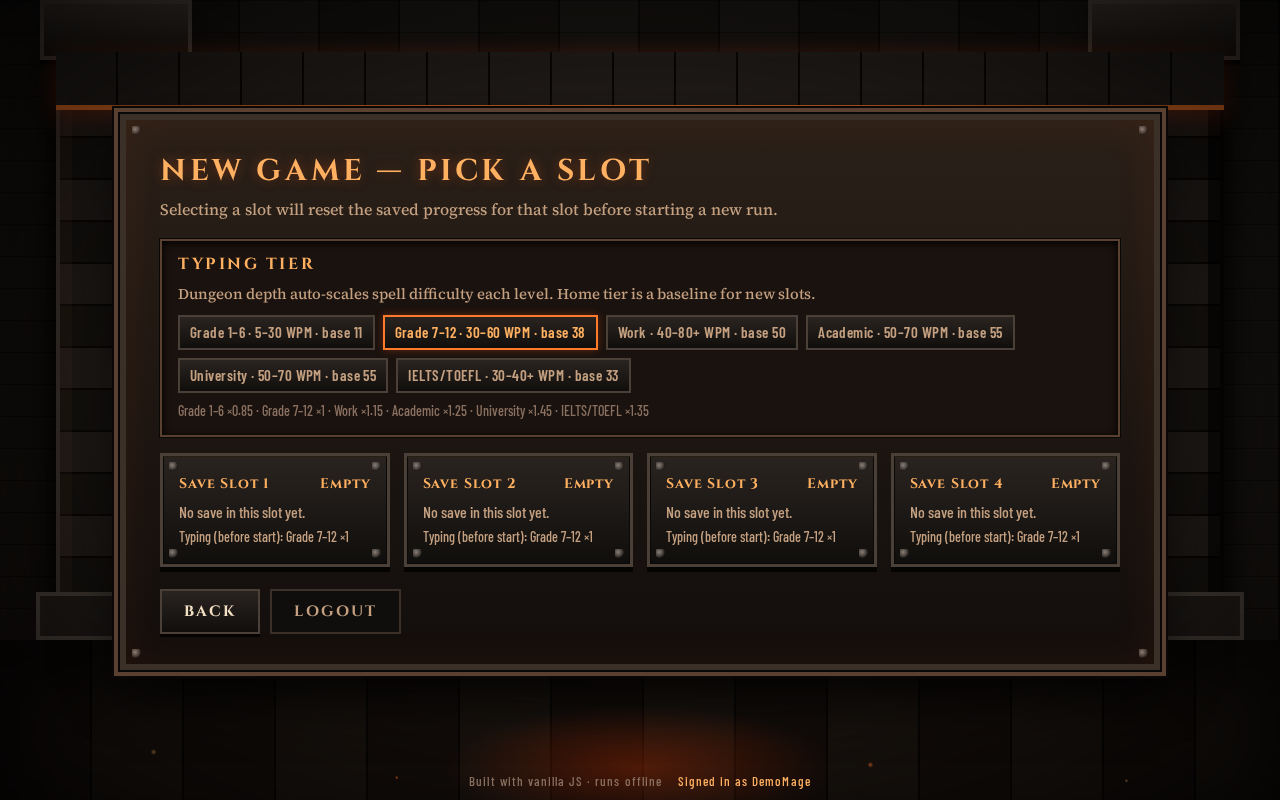 NEW GAME — PICK A SLOT
Selecting a slot will reset the saved progress for that slot before starting a new run.
TYPING TIER
Dungeon depth auto-scales spell difficulty each level. Home tier is a baseline for new slots.
Grade 1–6 · 5–30 WPM · base 11
Grade 7–12 · 30–60 WPM · base 38
Work · 40–80+ WPM · base 50
Academic · 50–70 WPM · base 55
University · 50–70 WPM · base 55
IELTS/TOEFL · 30–40+ WPM · base 33
Grade 1–6 ×0.85 · Grade 7–12 ×1 · Work ×1.15 · Academic ×1.25 · University ×1.45 · IELTS/TOEFL ×1.35
Save Slot 1 Empty
No save in this slot yet.
Typing (before start): Grade 7–12 ×1
Save Slot 2 Empty
No save in this slot yet.
Typing (before start): Grade 7–12 ×1
Save Slot 3 Empty
No save in this slot yet.
Typing (before start): Grade 7–12 ×1
Save Slot 4 Empty
No save in this slot yet.
Typing (before start): Grade 7–12 ×1
BACK
LOGOUT
Built with vanilla JS · runs offline Signed in as DemoMage